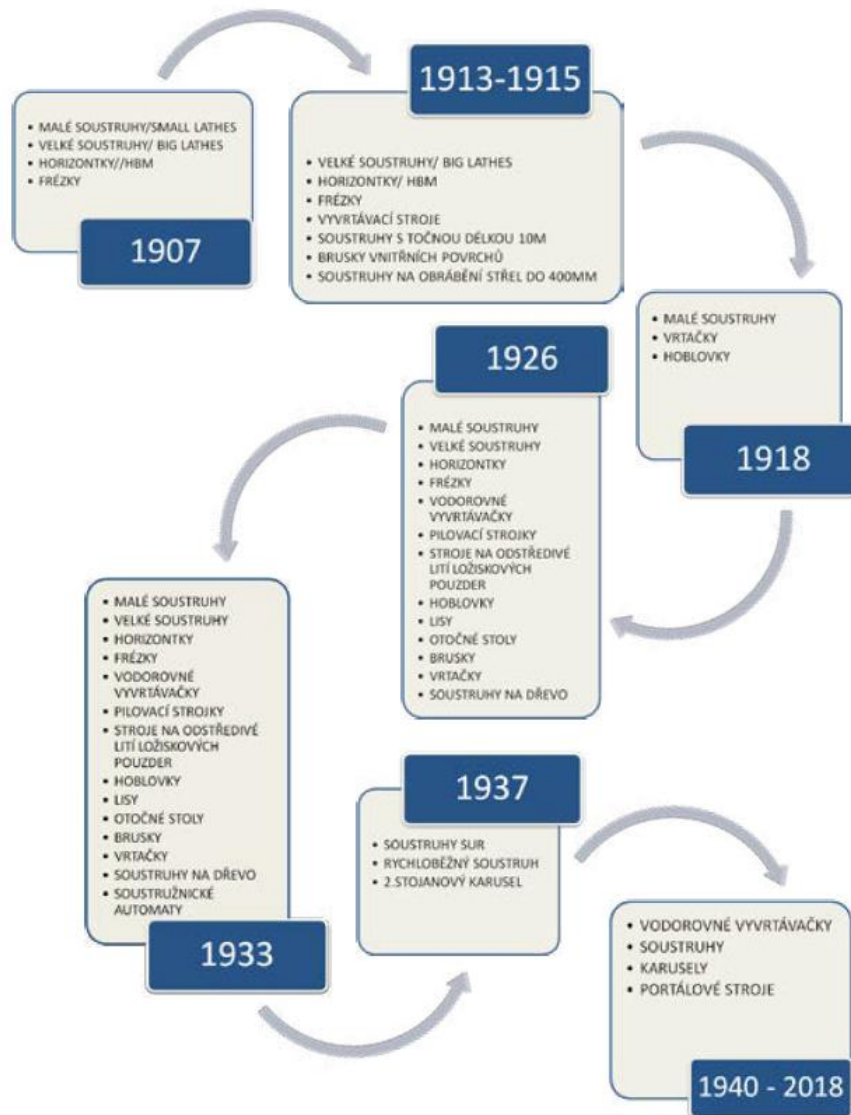 1907
• MALÉ SOUSTRUHY/SMALL LATHES
• VELKÉ SOUSTRUHY/ BIG LATHES
• HORIZONTKY//HBM
• FRÉZKY
1913-1915
• VELKÉ SOUSTRUHY/ BIG LATHES
• HORIZONTKY/ HBM
• FRÉZKY
• VYVRTÁVACÍ STROJE
• SOUSTRUHY S TOČNOU DÉLKOU 10M
• BRUSKY VNITŘNÍCH POVRCHŮ
• SOUSTRUHY NA OBRÁBĚNÍ STŘEL DO 400MM
1918
• MALÉ SOUSTRUHY
• VRTAČKY
• HOBLOVKY
1926
• MALÉ SOUSTRUHY
• VELKÉ SOUSTRUHY
• HORIZONTKY
• FRÉZKY
• VODOROVNÉ
VYVRTÁVAČKY
• PILOVACÍ STROJKY
• STROJE NA ODSTŘEDIVÉ
LITÍ LOŽISKOVÝCH
POUZDER
• HOBLOVKY
• LISY
• OTOČNÉ STOLY
• BRUSKY
• VRTAČKY
• SOUSTRUHY NA DŘEVO
1933
• MALÉ SOUSTRUHY
• VELKÉ SOUSTRUHY
• HORIZONTKY
• FRÉZKY
• VODOROVNÉ
VYVRTÁVAČKY
• PILOVACÍ STROJKY
• STROJE NA ODSTŘEDIVÉ
LITÍ LOŽISKOVÝCH
POUZDER
• HOBLOVKY
• LISY
• OTOČNÉ STOLY
• BRUSKY
• VRTAČKY
• SOUSTRUHY NA DŘEVO
• SOUSTRUŽNICKÉ
AUTOMATY
1937
• SOUSTRUHY SUR
• RYCHLOBĚŽNÝ SOUSTRUH
• 2.STOJANOVÝ KARUSEL
1940 - 2018
• VODOROVNÉ VYVRTÁVAČKY
• SOUSTRUHY
• KARUSELY
• PORTÁLOVÉ STROJE